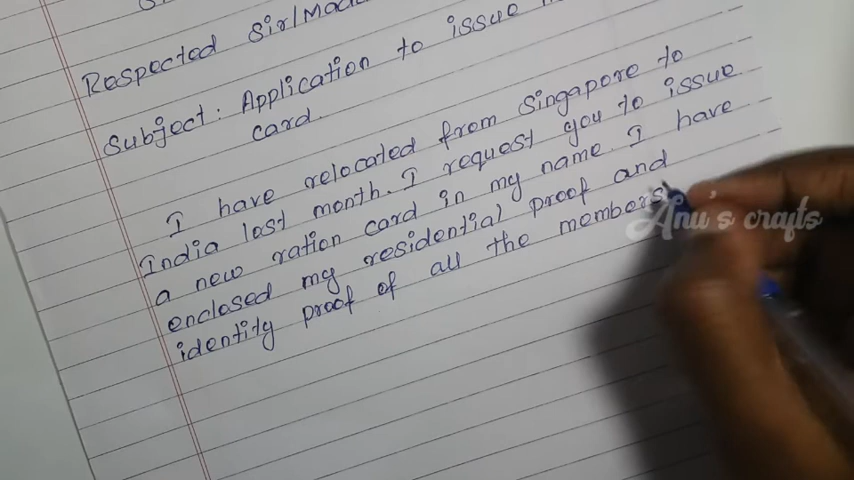 Respected Sir/Mad
Subject: Application to issue
card.
I have relocated from Singapore to
India last month. I request you to issue
a new ration card in my name. I have
enclosed my residential proof and
identity proof of all the members
Anu's crafts